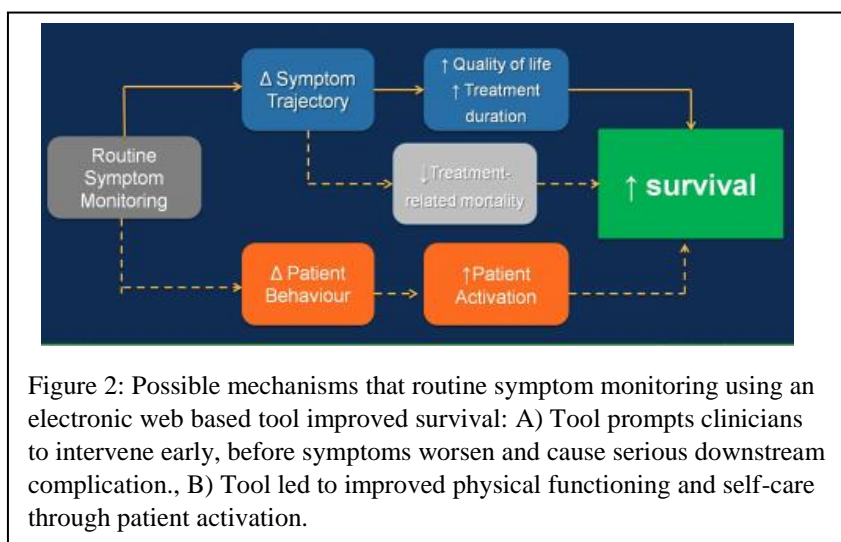 Δ Symptom
Trajectory
↑ Quality of life
↑ Treatment
duration
Routine
Symptom
Monitoring
↓Treatment-
related mortality
↑ survival
Δ Patient
Behaviour
↑Patient
Activation
Figure 2: Possible mechanisms that routine symptom monitoring using an
electronic web based tool improved survival: A) Tool prompts clinicians
to intervene early, before symptoms worsen and cause serious downstream
complication., B) Tool led to improved physical functioning and self-care
through patient activation.